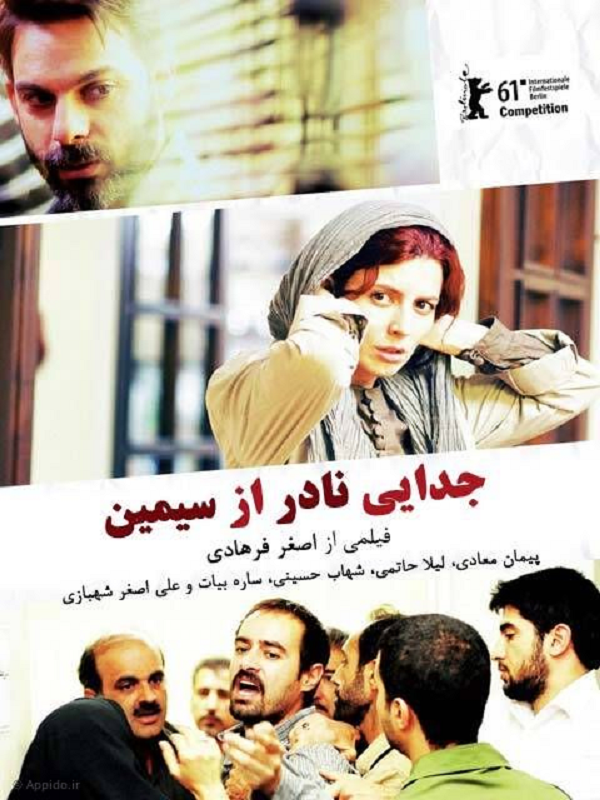 Berlinale
61 Internationale
Filmfestspiele
Berlin
Competition
جدایی نادر از سیمین
فیلمی از اصغر فرهادی
پیمان معادی، لیلا حاتمی، شهاب حسینی، ساره بیات و علی اصغر شهبازی
© Appido.ir